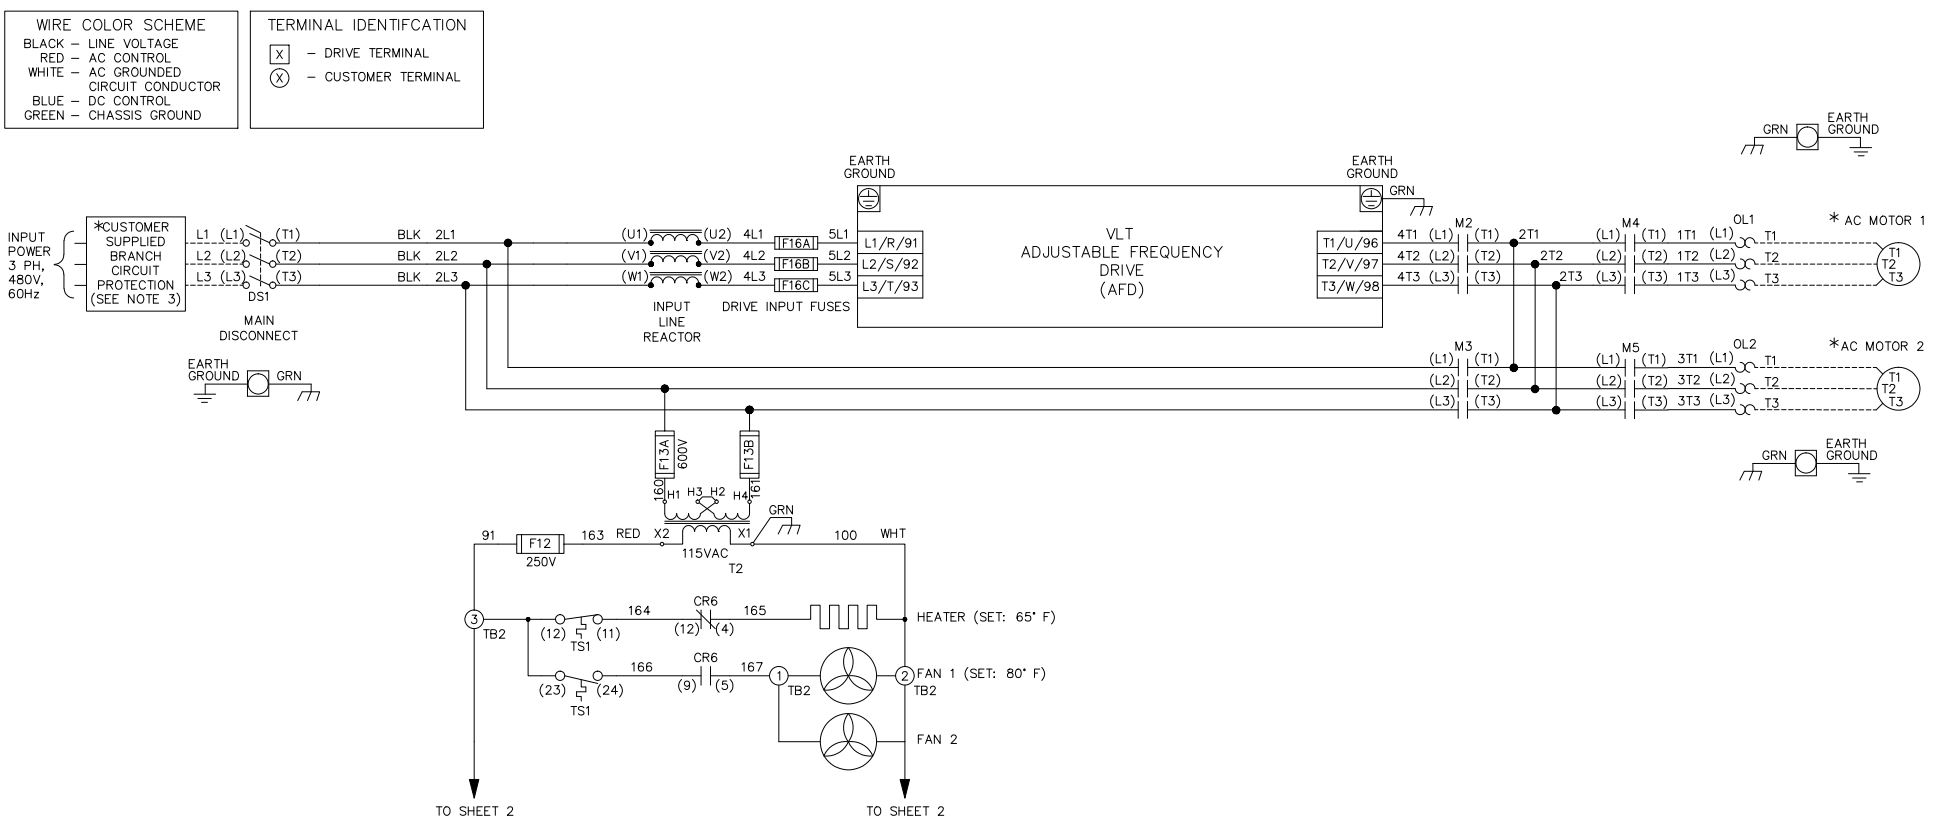 WIRE COLOR SCHEME
BLACK – LINE VOLTAGE
RED – AC CONTROL
WHITE – AC GROUNDED
CIRCUIT CONDUCTOR
BLUE – DC CONTROL
GREEN – CHASSIS GROUND
TERMINAL IDENTIFCATION
X – DRIVE TERMINAL
X – CUSTOMER TERMINAL
GRN
EARTH
GROUND
INPUT
POWER
3 PH,
480V,
60Hz
*CUSTOMER
SUPPLIED
BRANCH
CIRCUIT
PROTECTION
(SEE NOTE 3)
L1 (L1) (T1) BLK 2L1 (U1) (U2) 4L1 F16A 5L1
L2 (L2) (T2) BLK 2L2 (V1) (V2) 4L2 F16B 5L2
L3 (L3) (T3) BLK 2L3 (W1) (W2) 4L3 F16C 5L3
DS1
MAIN
DISCONNECT
INPUT
LINE
REACTOR
DRIVE INPUT FUSES
EARTH
GROUND
EARTH
GROUND
GRN
L1/R/91
L2/S/92
L3/T/93
VLT
ADJUSTABLE FREQUENCY
DRIVE
(AFD)
T1/U/96
T2/V/97
T3/W/98
M2
M4
OL1
* AC MOTOR 1
4T1 (L1) (T1) 2T1 (L1) (T1) 1T1 (L1) T1
4T2 (L2) (T2) 2T2 (L2) (T2) 1T2 (L2) T2
4T3 (L3) (T3) 2T3 (L3) (T3) 1T3 (L3) T3
T1
T2
T3
M3
M5
OL2
*AC MOTOR 2
(L1) (T1) (L1) (T1) 3T1 (L1) T1
(L2) (T2) (L2) (T2) 3T2 (L2) T2
(L3) (T3) (L3) (T3) 3T3 (L3) T3
T1
T2
T3
EARTH
GROUND
GRN
GRN
EARTH
GROUND
F13A
600V
F13B
160
161
H1 H3 H2 H4
GRN
91 F12 163 RED X2 X1 100 WHT
250V
115VAC
T2
3
TB2
(12) (11)
TS1
164
CR6
(12) (4)
165
HEATER (SET: 65° F)
(23) (24)
TS1
166
CR6
(9) (5)
167
1
TB2
2
TB2
FAN 1 (SET: 80° F)
FAN 2
TO SHEET 2
TO SHEET 2